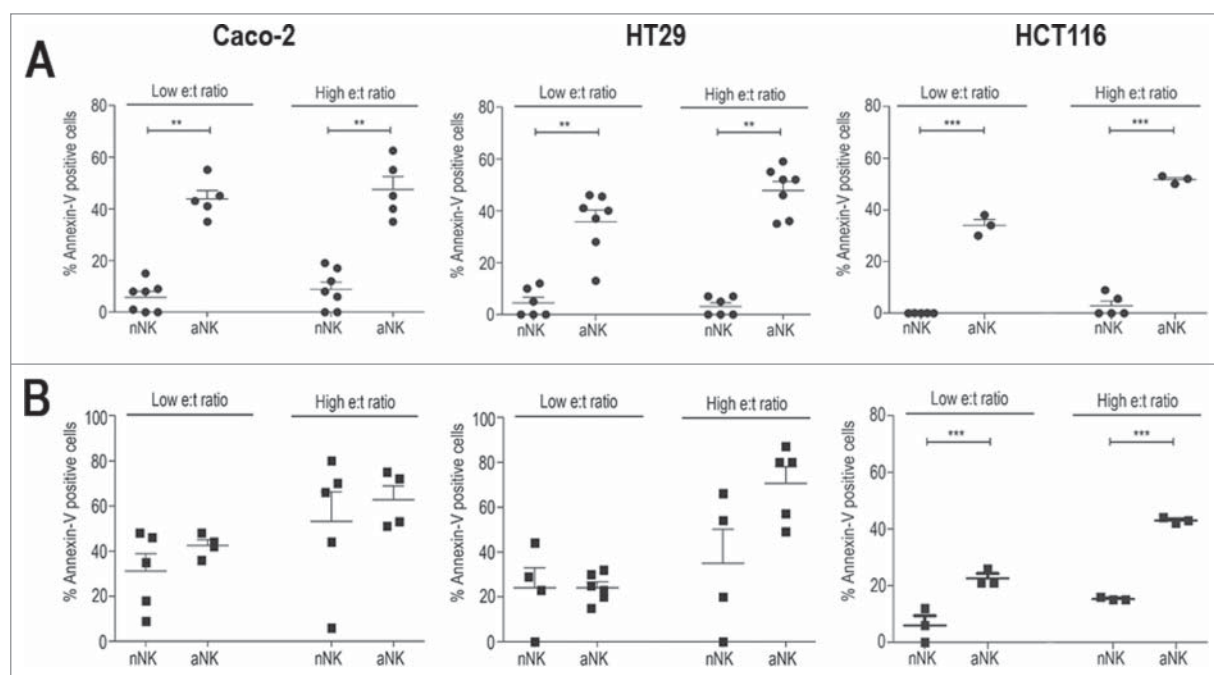 Caco-2 HT29 HCT116
A
Low e:t ratio High e:t ratio Low e:t ratio High e:t ratio Low e:t ratio High e:t ratio
% Annexin-V positive cells
80
60
40
20
0
** **
nNK aNK nNK aNK
% Annexin-V positive cells
80
60
40
20
0
** **
nNK aNK nNK aNK
% Annexin-V positive cells
80
60
40
20
0
*** ***
nNK aNK nNK aNK
B
Low e:t ratio High e:t ratio Low e:t ratio High e:t ratio Low e:t ratio High e:t ratio
% Annexin-V positive cells
100
80
60
40
20
0
nNK aNK nNK aNK
% Annexin-V positive cells
100
80
60
40
20
0
nNK aNK nNK aNK
% Annexin-V positive cells
80
60
40
20
0
*** ***
nNK aNK nNK aNK